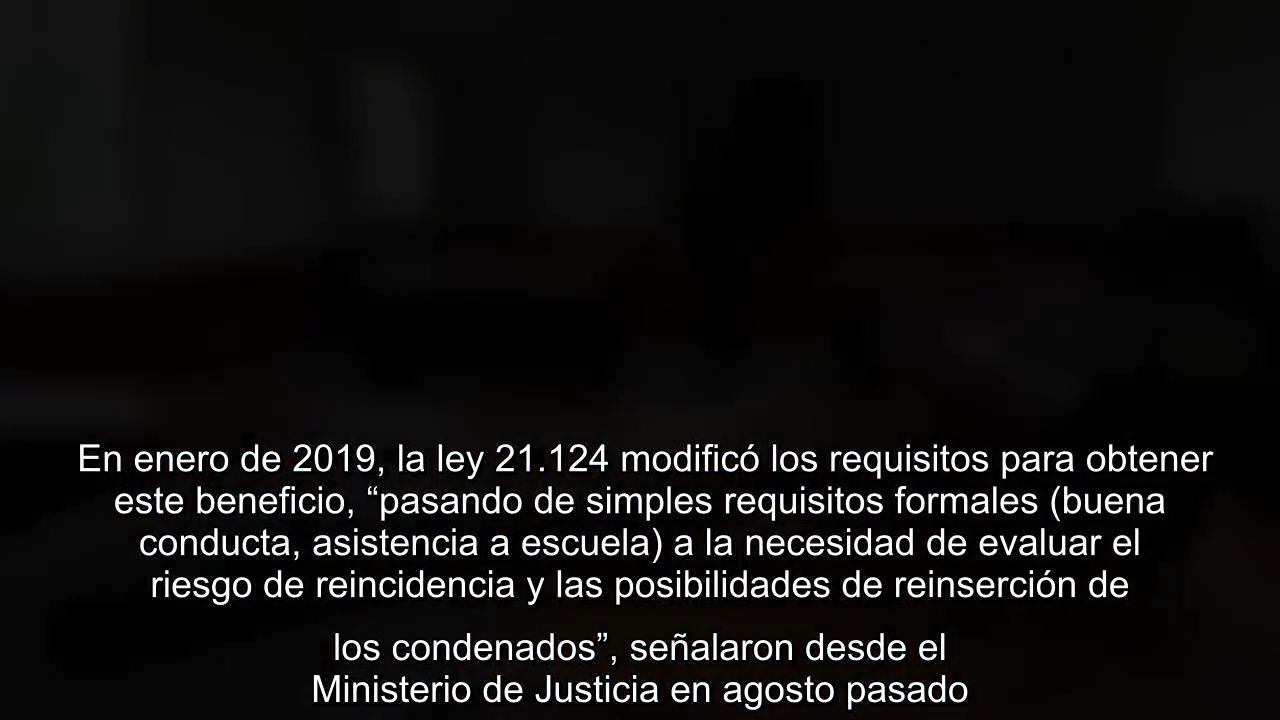 En enero de 2019, la ley 21.124 modificó los requisitos para obtener
este beneficio, “pasando de simples requisitos formales (buena
conducta, asistencia a escuela) a la necesidad de evaluar el
riesgo de reincidencia y las posibilidades de reinserción de
los condenados”, señalaron desde el
Ministerio de Justicia en agosto pasado